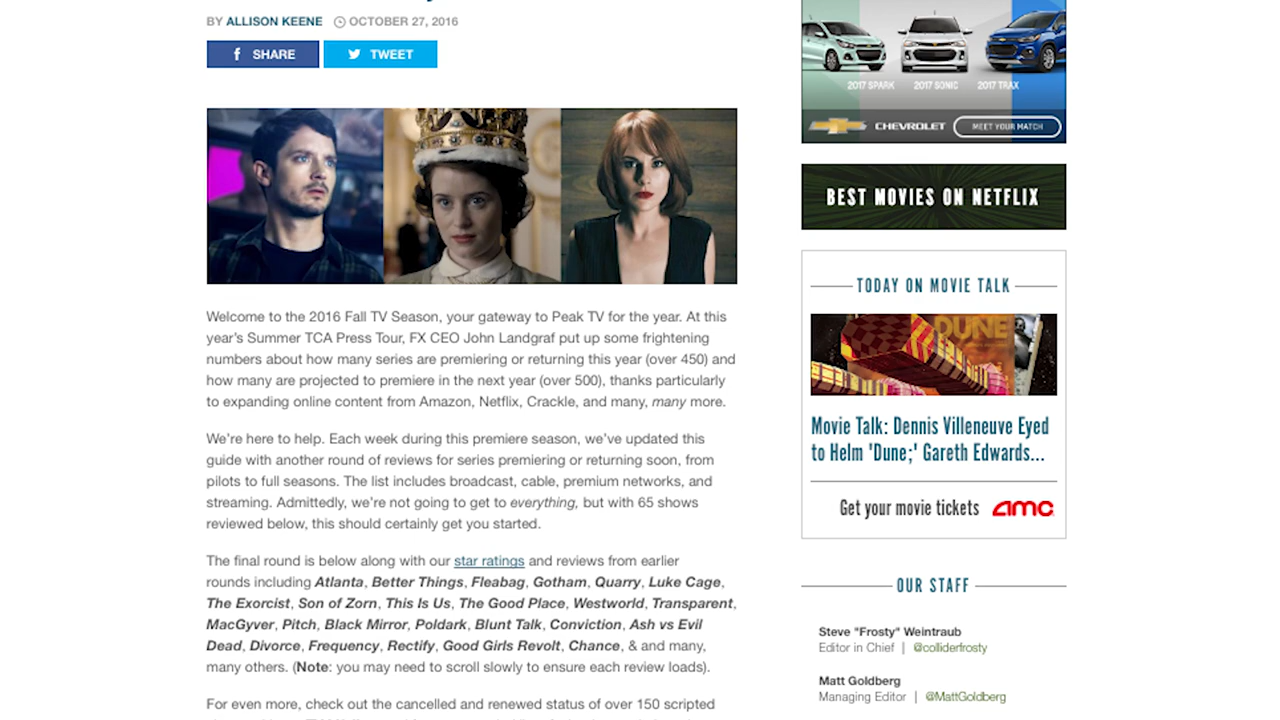 BY ALLISON KEENE OCTOBER 27, 2016
SHARE TWEET
Welcome to the 2016 Fall TV Season, your gateway to Peak TV for the year. At this
year's Summer TCA Press Tour, FX CEO John Landgraf put up some frightening
numbers about how many series are premiering or returning this year (over 450) and
how many are projected to premiere in the next year (over 500), thanks particularly
to expanding online content from Amazon, Netflix, Crackle, and many, many more.
We're here to help. Each week during this premiere season, we've updated this
guide with another round of reviews for series premiering or returning soon, from
pilots to full seasons. The list includes broadcast, cable, premium networks, and
streaming. Admittedly, we're not going to get to everything, but with 65 shows
reviewed below, this should certainly get you started.
The final round is below along with our star ratings and reviews from earlier
rounds including Atlanta, Better Things, Fleabag, Gotham, Quarry, Luke Cage,
The Exorcist, Son of Zorn, This Is Us, The Good Place, Westworld, Transparent,
MacGyver, Pitch, Black Mirror, Poldark, Blunt Talk, Conviction, Ash vs Evil
Dead, Divorce, Frequency, Rectify, Good Girls Revolt, Chance, & and many,
many others. (Note: you may need to scroll slowly to ensure each review loads).
For even more, check out the cancelled and renewed status of over 150 scripted
2017 SPARK 2017 SONIC 2017 TRAX
CHEVROLET MEET YOUR MATCH
BEST MOVIES ON NETFLIX
TODAY ON MOVIE TALK
DUNE
Movie Talk: Dennis Villeneuve Eyed
to Helm 'Dune;' Gareth Edwards...
Get your movie tickets amc
OUR STAFF
Steve "Frosty" Weintraub
Editor in Chief | @colliderfrosty
Matt Goldberg
Managing Editor | @MattGoldberg